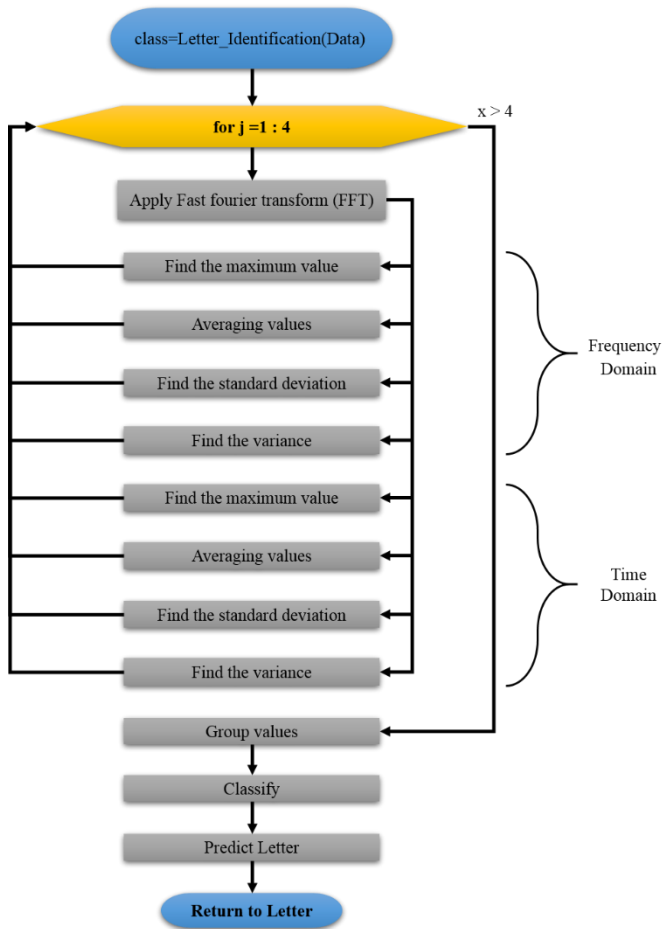 class=Letter_Identification(Data)
x > 4
for j =1 : 4
Apply Fast fourier transform (FFT)
Find the maximum value
Averaging values
Find the standard deviation
Find the variance
Frequency
Domain
Find the maximum value
Averaging values
Find the standard deviation
Find the variance
Time
Domain
Group values
Classify
Predict Letter
Return to Letter